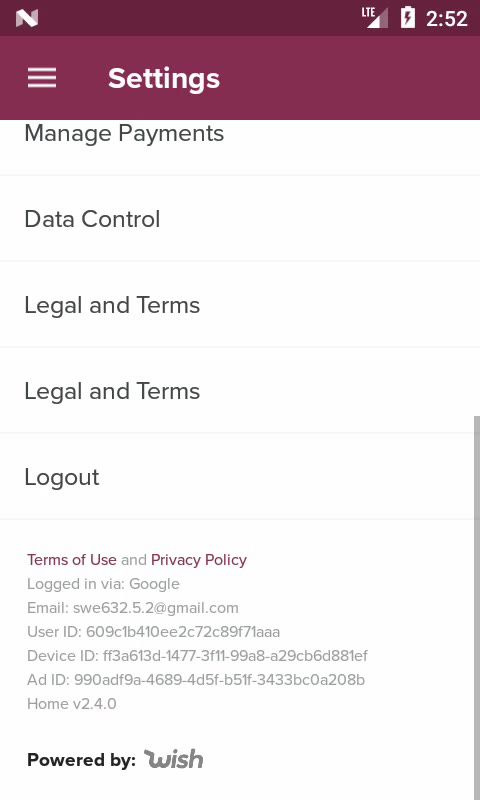 LTE 2:52
Settings
Manage Payments
Data Control
Legal and Terms
Legal and Terms
Logout
Terms of Use and Privacy Policy
Logged in via: Google
Email: swe632.5.2@gmail.com
User ID: 609c1b410ee2c72c89f71aaa
Device ID: ff3a613d-1477-3f11-99a8-a29cb6d881ef
Ad ID: 990adf9a-4689-4d5f-b51f-3433bc0a208b
Home v2.4.0
Powered by: wish